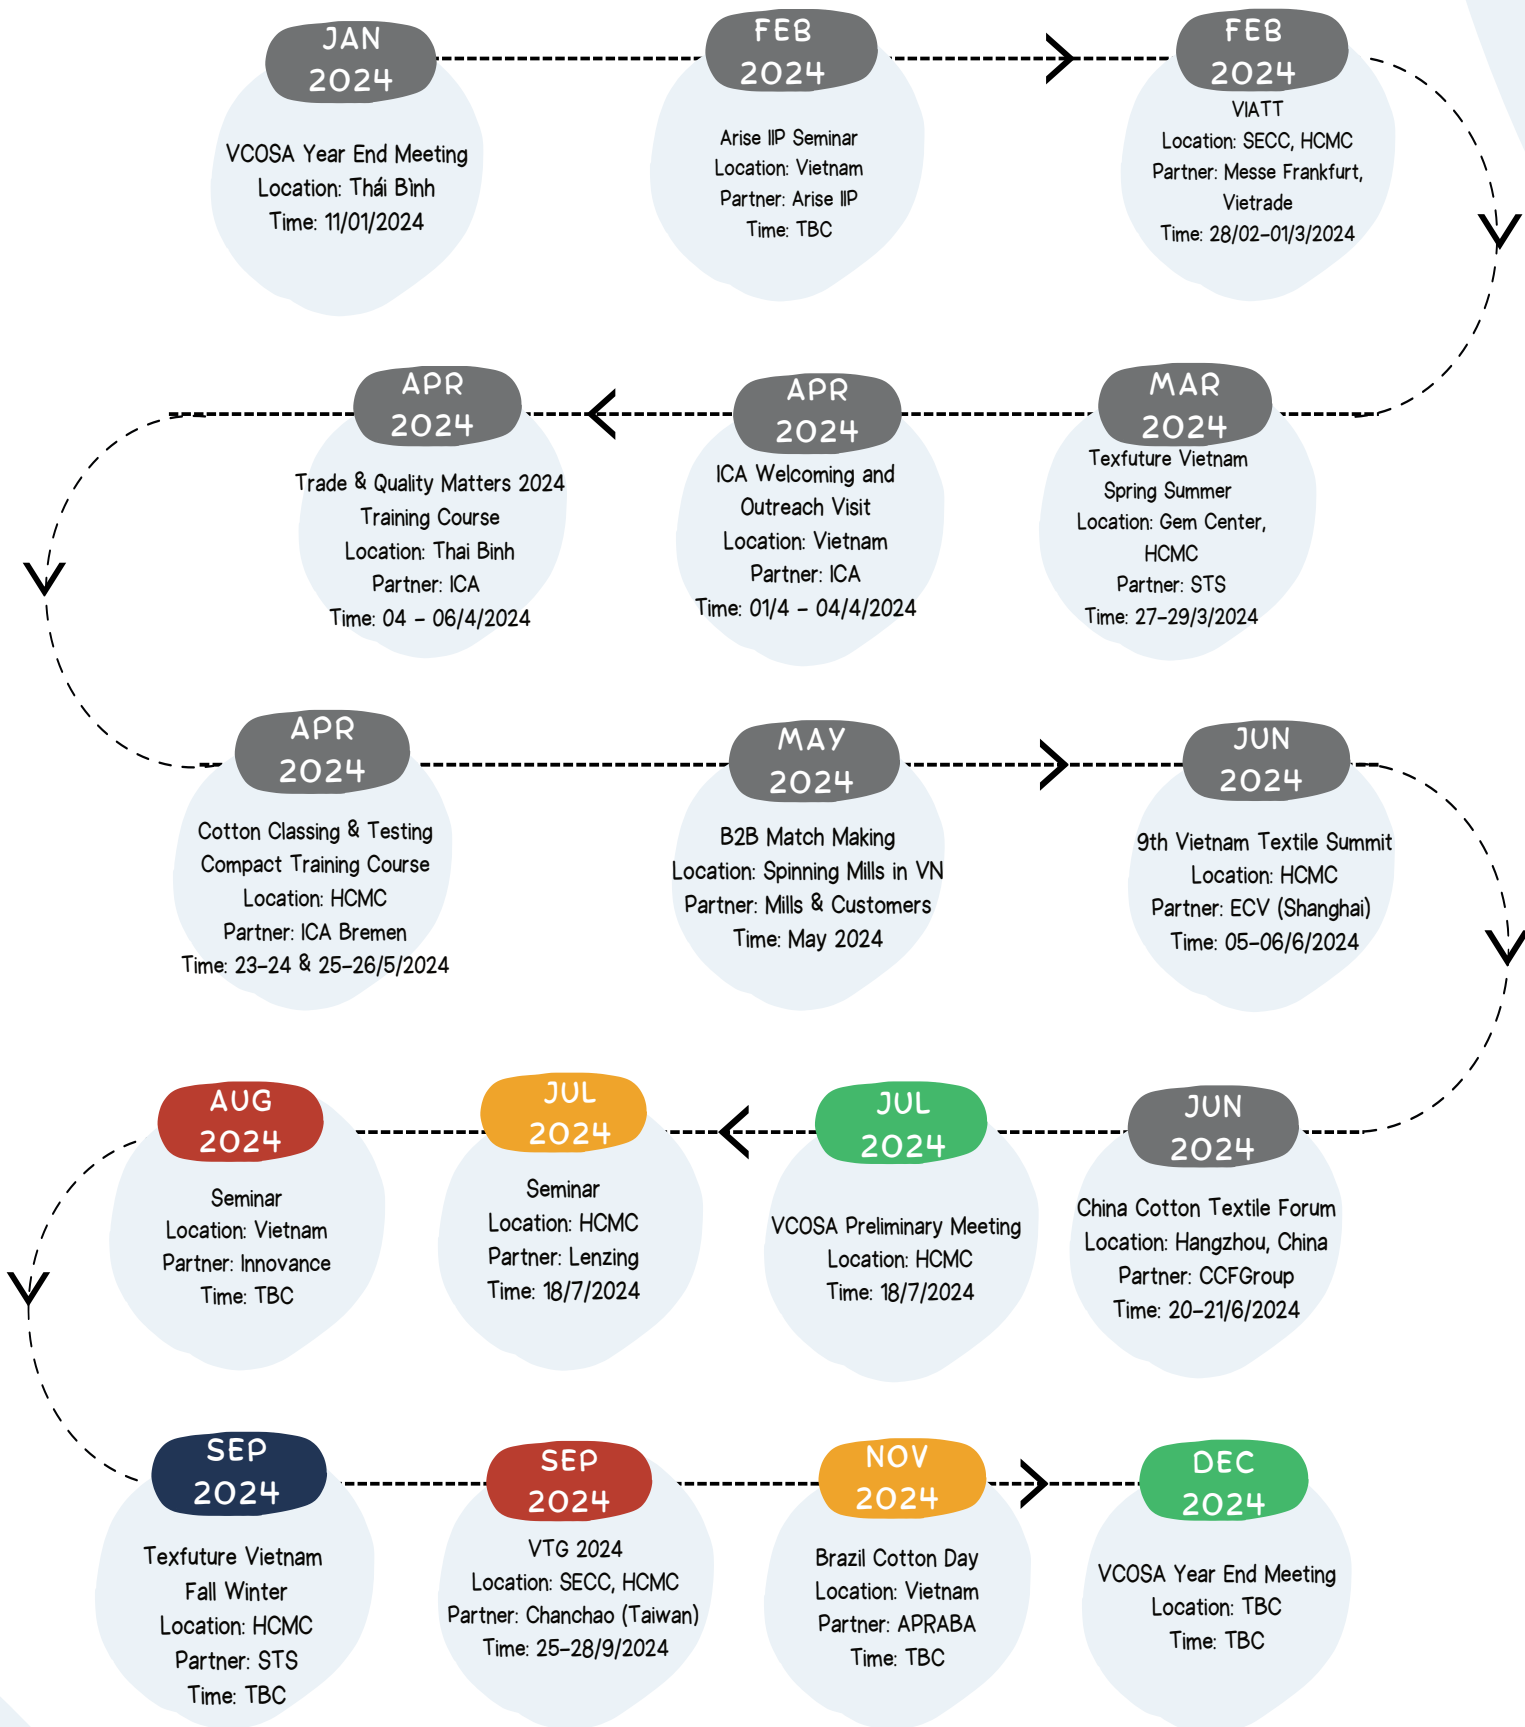 JAN
2024
VCOSA Year End Meeting
Location: Thái Bình
Time: 11/01/2024
FEB
2024
Arise IIP Seminar
Location: Vietnam
Partner: Arise IIP
Time: TBC
FEB
2024
VIATT
Location: SECC, HCMC
Partner: Messe Frankfurt,
Vietrade
Time: 28/02-01/3/2024
MAR
2024
Texfuture Vietnam
Spring Summer
Location: Gem Center,
HCMC
Partner: STS
Time: 27-29/3/2024
APR
2024
ICA Welcoming and
Outreach Visit
Location: Vietnam
Partner: ICA
Time: 01/4 - 04/4/2024
APR
2024
Trade & Quality Matters 2024
Training Course
Location: Thai Binh
Partner: ICA
Time: 04 - 06/4/2024
APR
2024
Cotton Classing & Testing
Compact Training Course
Location: HCMC
Partner: ICA Bremen
Time: 23-24 & 25-26/5/2024
MAY
2024
B2B Match Making
Location: Spinning Mills in VN
Partner: Mills & Customers
Time: May 2024
JUN
2024
9th Vietnam Textile Summit
Location: HCMC
Partner: ECV (Shanghai)
Time: 05-06/6/2024
JUN
2024
China Cotton Textile Forum
Location: Hangzhou, China
Partner: CCFGroup
Time: 20-21/6/2024
JUL
2024
VCOSA Preliminary Meeting
Location: HCMC
Time: 18/7/2024
JUL
2024
Seminar
Location: HCMC
Partner: Lenzing
Time: 18/7/2024
AUG
2024
Seminar
Location: Vietnam
Partner: Innovance
Time: TBC
SEP
2024
Texfuture Vietnam
Fall Winter
Location: HCMC
Partner: STS
Time: TBC
SEP
2024
VTG 2024
Location: SECC, HCMC
Partner: Chanchao (Taiwan)
Time: 25-28/9/2024
NOV
2024
Brazil Cotton Day
Location: Vietnam
Partner: APRABA
Time: TBC
DEC
2024
VCOSA Year End Meeting
Location: TBC
Time: TBC